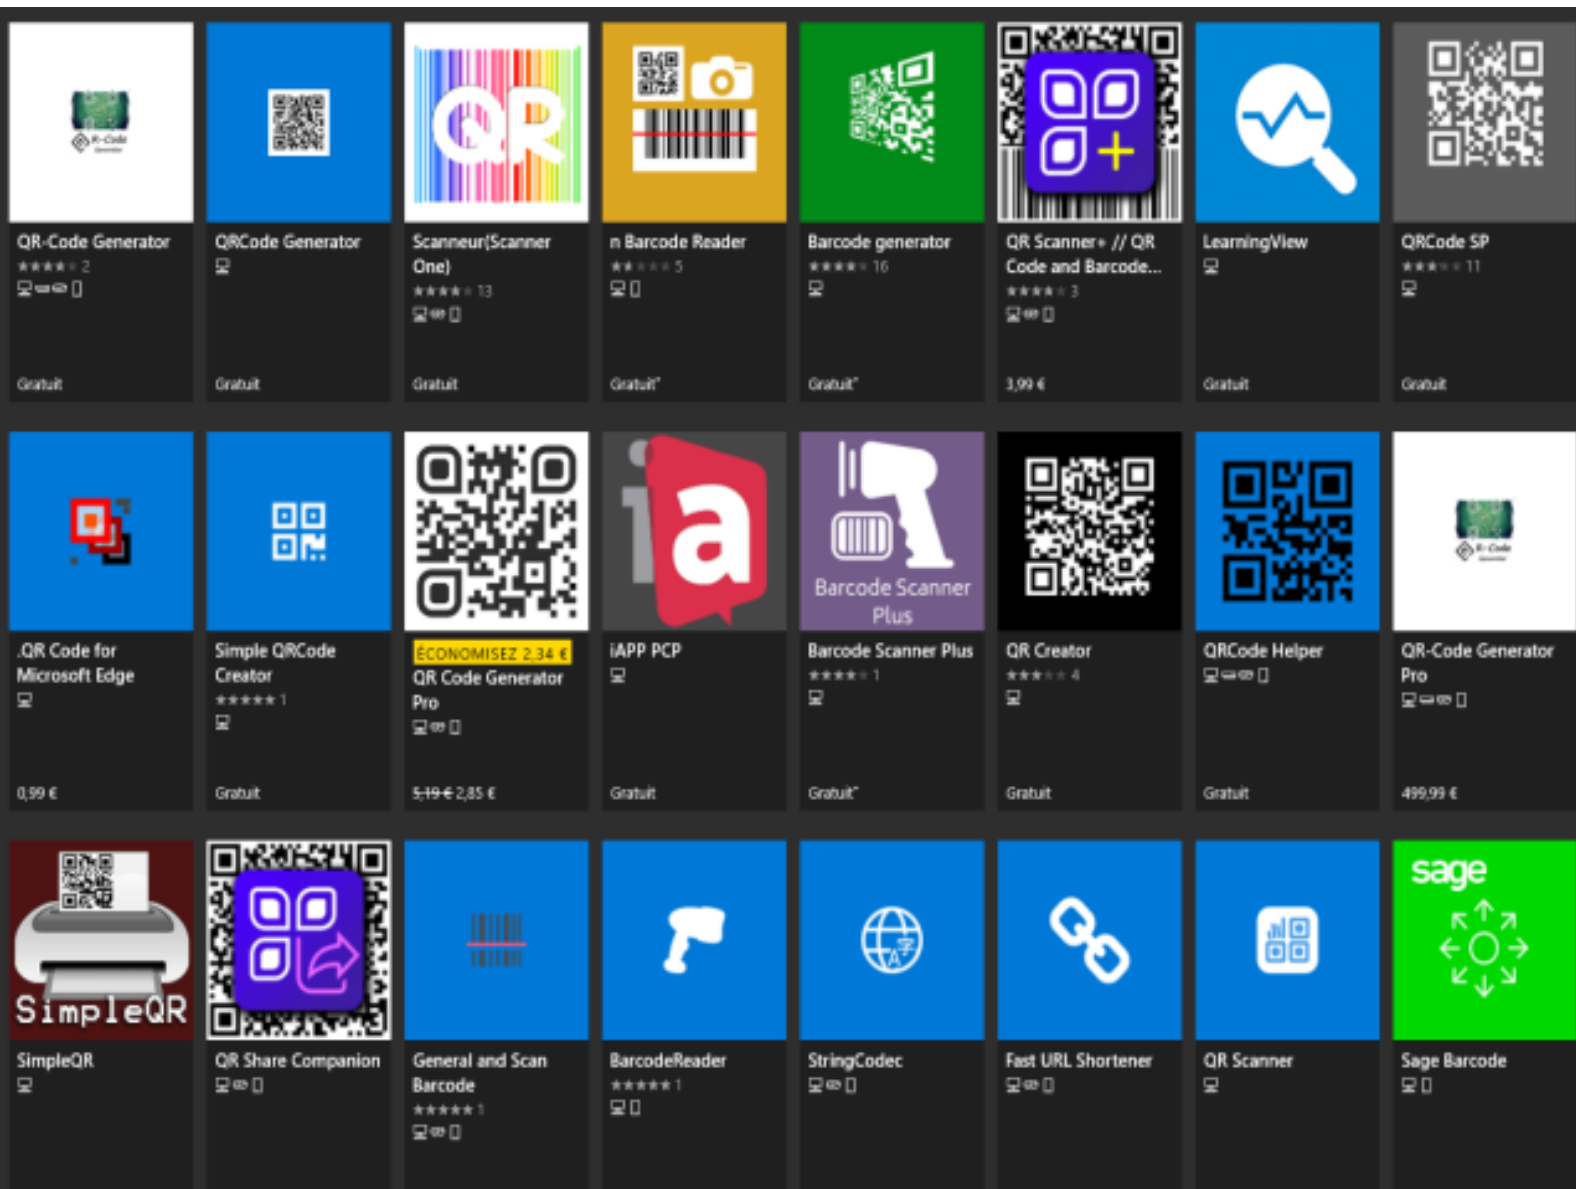 QR
iA
a
Barcode Scanner
Plus
SimpleQR
sage
QR-Code Generator
2
Gratuit
QRCode Generator
Gratuit
Scanneur(Scanner
One)
13
Gratuit
n Barcode Reader
5
Gratuit*
Barcode generator
16
Gratuit*
QR Scanner+ // QR
Code and Barcode...
3
3,99 €
LearningView
Gratuit
QRCode SP
11
Gratuit
.QR Code for
Microsoft Edge
0,99 €
Simple QRCode
Creator
1
Gratuit
ÉCONOMISEZ 2,34 €
QR Code Generator
Pro
5,19 € 2,85 €
iAPP PCP
Gratuit
Barcode Scanner Plus
1
Gratuit*
QR Creator
4
Gratuit
QRCode Helper
Gratuit
QR-Code Generator
Pro
499,99 €
SimpleQR
QR Share Companion
General and Scan
Barcode
1
BarcodeReader
1
StringCodec
Fast URL Shortener
QR Scanner
Sage Barcode